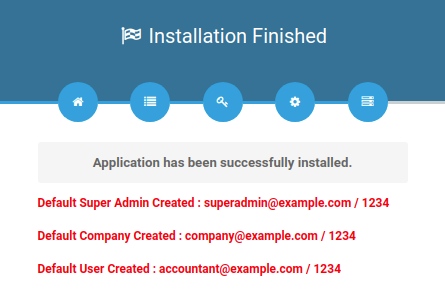 Installation Finished
Application has been successfully installed.
Default Super Admin Created : superadmin@example.com / 1234
Default Company Created : company@example.com / 1234
Default User Created : accountant@example.com / 1234